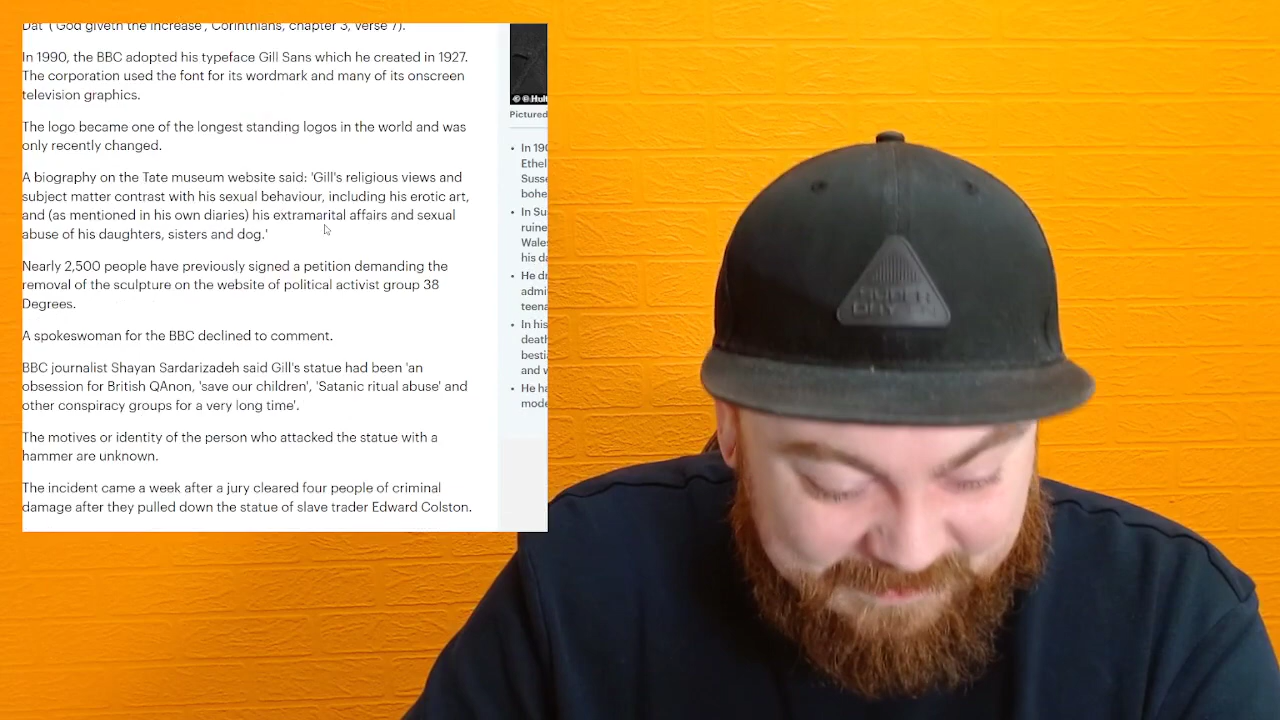 Dat' ('God giveth the increase', Corinthians, chapter 3, verse 7).
In 1990, the BBC adopted his typeface Gill Sans which he created in 1927.
The corporation used the font for its wordmark and many of its onscreen
television graphics.
The logo became one of the longest standing logos in the world and was
only recently changed.
A biography on the Tate museum website said: 'Gill's religious views and
subject matter contrast with his sexual behaviour, including his erotic art,
and (as mentioned in his own diaries) his extramarital affairs and sexual
abuse of his daughters, sisters and dog.'
Nearly 2,500 people have previously signed a petition demanding the
removal of the sculpture on the website of political activist group 38
Degrees.
A spokeswoman for the BBC declined to comment.
BBC journalist Shayan Sardarizadeh said Gill's statue had been 'an
obsession for British QAnon, 'save our children', 'Satanic ritual abuse' and
other conspiracy groups for a very long time'.
The motives or identity of the person who attacked the statue with a
hammer are unknown.
The incident came a week after a jury cleared four people of criminal
damage after they pulled down the statue of slave trader Edward Colston.
© © Hult
Pictured
• In 190
Ethel
Susse
bohe
• In Su
ruine
Wale
his da
• He dr
admi
teena
• In his
death
besti
and v
• He ha
mode